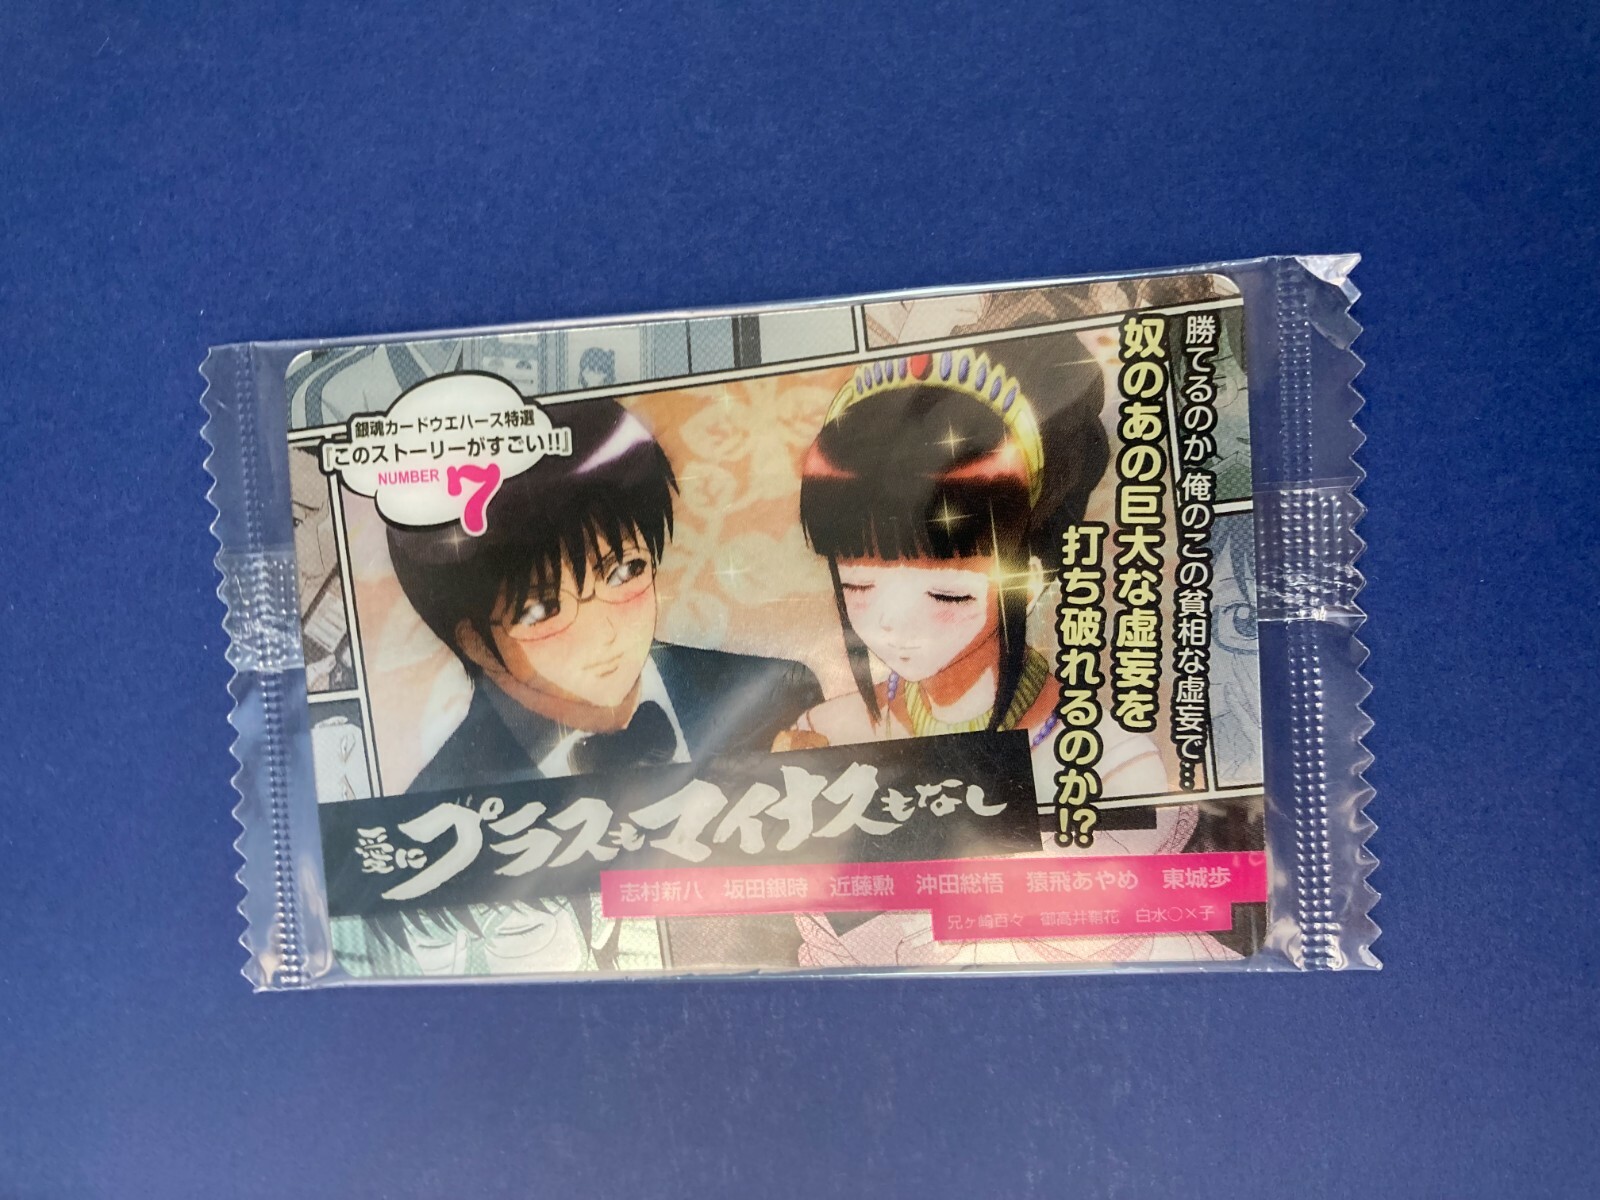 勝てるのか 俺のこの貧相な虚妄で…
奴のあの巨大な虚妄を
打ち破れるのか!?
銀魂カードウエハース特選
『このストーリーがすごい!!』
NUMBER 7
愛にプラスもマイナスもなし
志村新八 坂田銀時 近藤勲 沖田総悟 猿飛あやめ 東城歩
兄ヶ崎百々 御高井鞘花 白水○×子